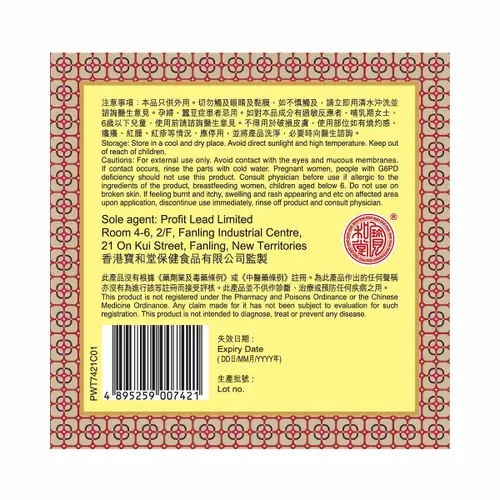 注意事項：本品只供外用。切勿觸及眼睛及黏膜，如不慎觸及，請立即用清水沖洗並
諮詢醫生意見。孕婦、蠶豆症患者忌用。如對本品成分有過敏反應者、哺乳期女士、
6歲以下兒童，使用前請諮詢醫生意見。不得用於破損皮膚，使用部位如有燒灼感、
瘙癢、紅腫、紅疹等情況，應停用，並將產品洗淨，必要時向醫生諮詢。
Storage: Store in a cool and dry place. Avoid direct sunlight and high temperature. Keep out
of reach of children.
Cautions: For external use only. Avoid contact with the eyes and mucous membranes.
If contact occurs, rinse the parts with cold water. Pregnant women, people with G6PD
deficiency should not use this product. Consult physician before use if allergic to the
ingredients of the product, breastfeeding women, children aged below 6. Do not use on
broken skin. If feeling burnt and itchy, swelling and rash appearing and etc on affected area
upon application, discontinue use immediately, rinse off product and consult physician.
Sole agent: Profit Lead Limited
Room 4-6, 2/F, Fanling Industrial Centre,
21 On Kui Street, Fanling, New Territories
香港寶和堂保健食品有限公司監製
寶和堂
®
此產品沒有根據《藥劑業及毒藥條例》或《中醫藥條例》註冊。為此產品作出的任何聲稱
亦沒有為進行該等註冊而接受評核。此產品並不供作診斷、治療或預防任何疾病之用。
This product is not registered under the Pharmacy and Poisons Ordinance or the Chinese
Medicine Ordinance. Any claim made for it has not been subject to evaluation for such
registration. This product is not intended to diagnose, treat or prevent any disease.
PWT7421C01
4 895259 007421
失效日期：
Expiry Date
( DD日/MM月/YYYY年)
生產批號：
Lot no.